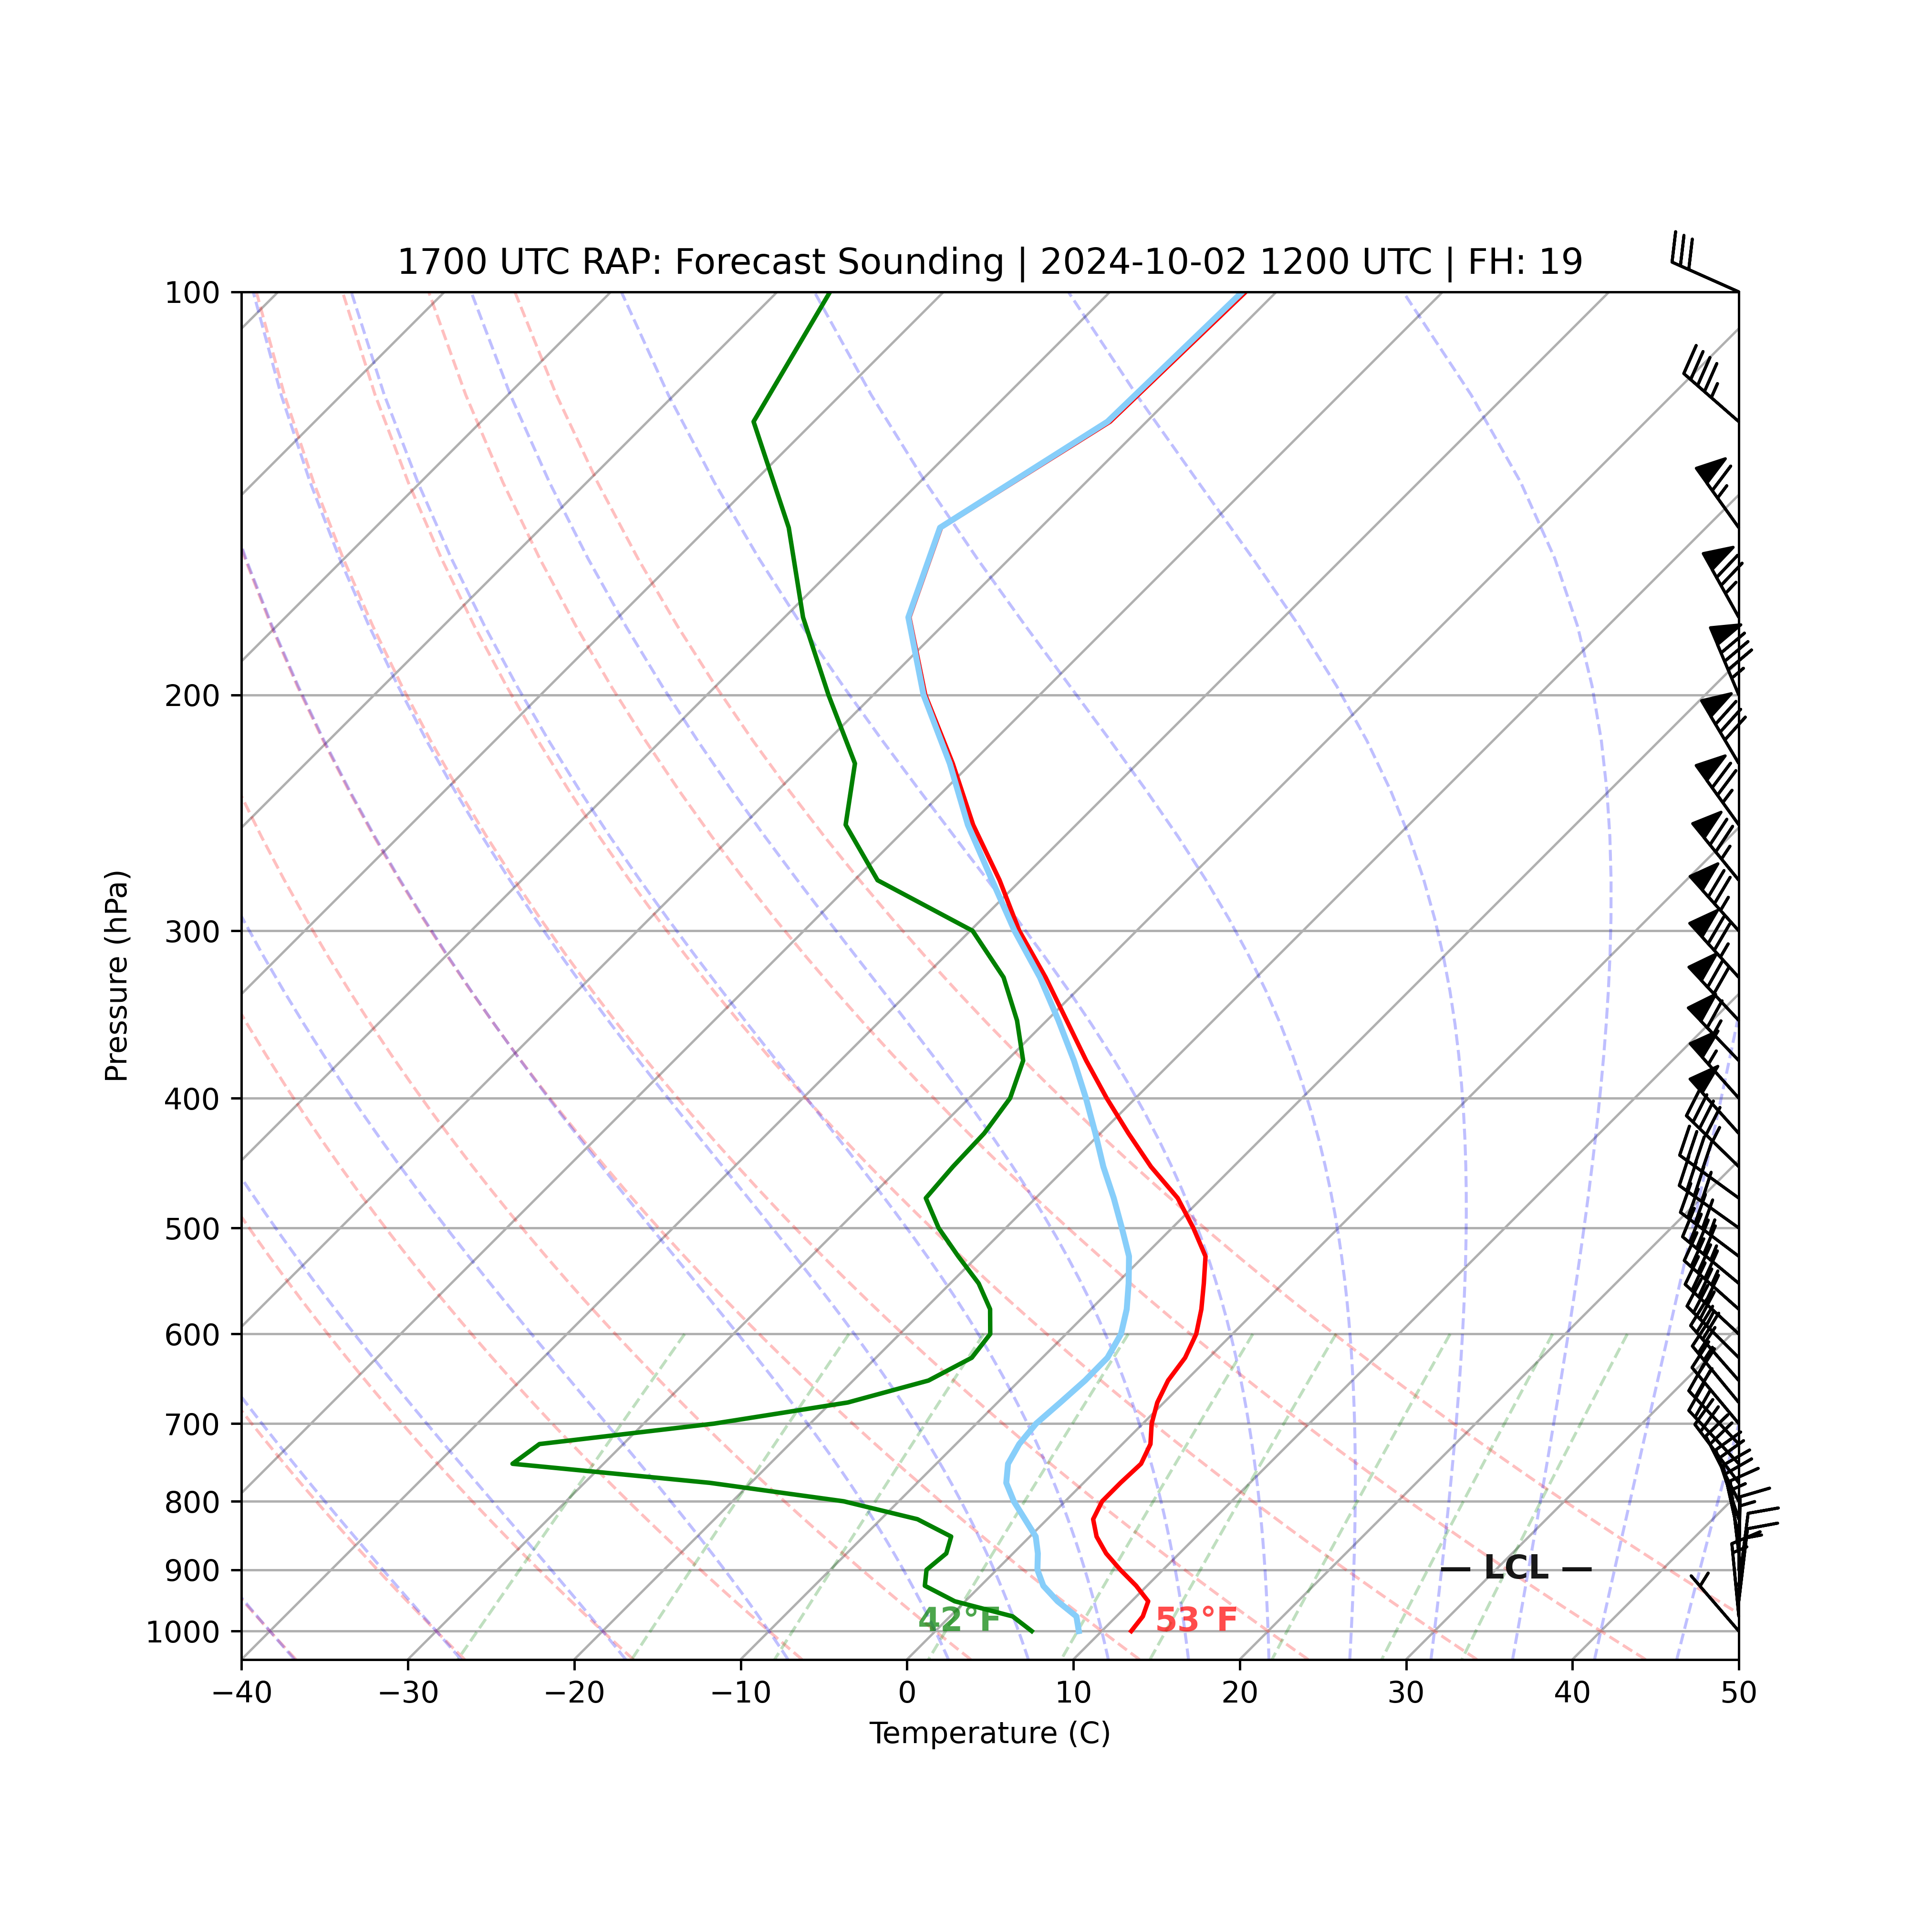 1700 UTC RAP: Forecast Sounding | 2024-10-02 1200 UTC | FH: 19
100
200
300
400
500
600
700
800
900
1000
Pressure (hPa)
— LCL —
42°F
53°F
−40 −30 −20 −10 0 10 20 30 40 50
Temperature (C)